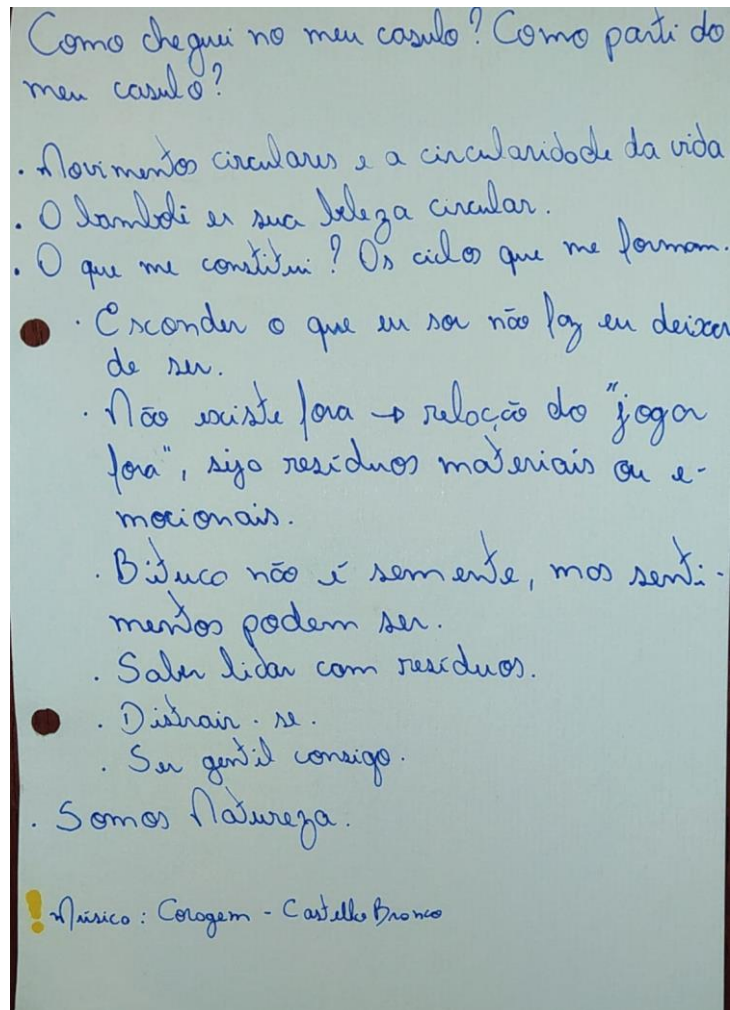 Como cheguei no meu casulo? Como parti do
meu casulo?
. Movimentos circulares e a circularidade da vida
. O bambolê e sua beleza circular.
. O que me constitui? Os ciclos que me formam.
. Esconder o que eu sou não faz eu deixar
de ser.
. Não existe fora → relação do "jogar
fora", seja resíduos materiais ou e-
mocionais.
. Bituca não é semente, mas senti-
mentos podem ser.
. Saber lidar com resíduos.
. Distrair-se.
. Ser gentil consigo.
. Somos Natureza.
! Música: Coragem - Castello Branco